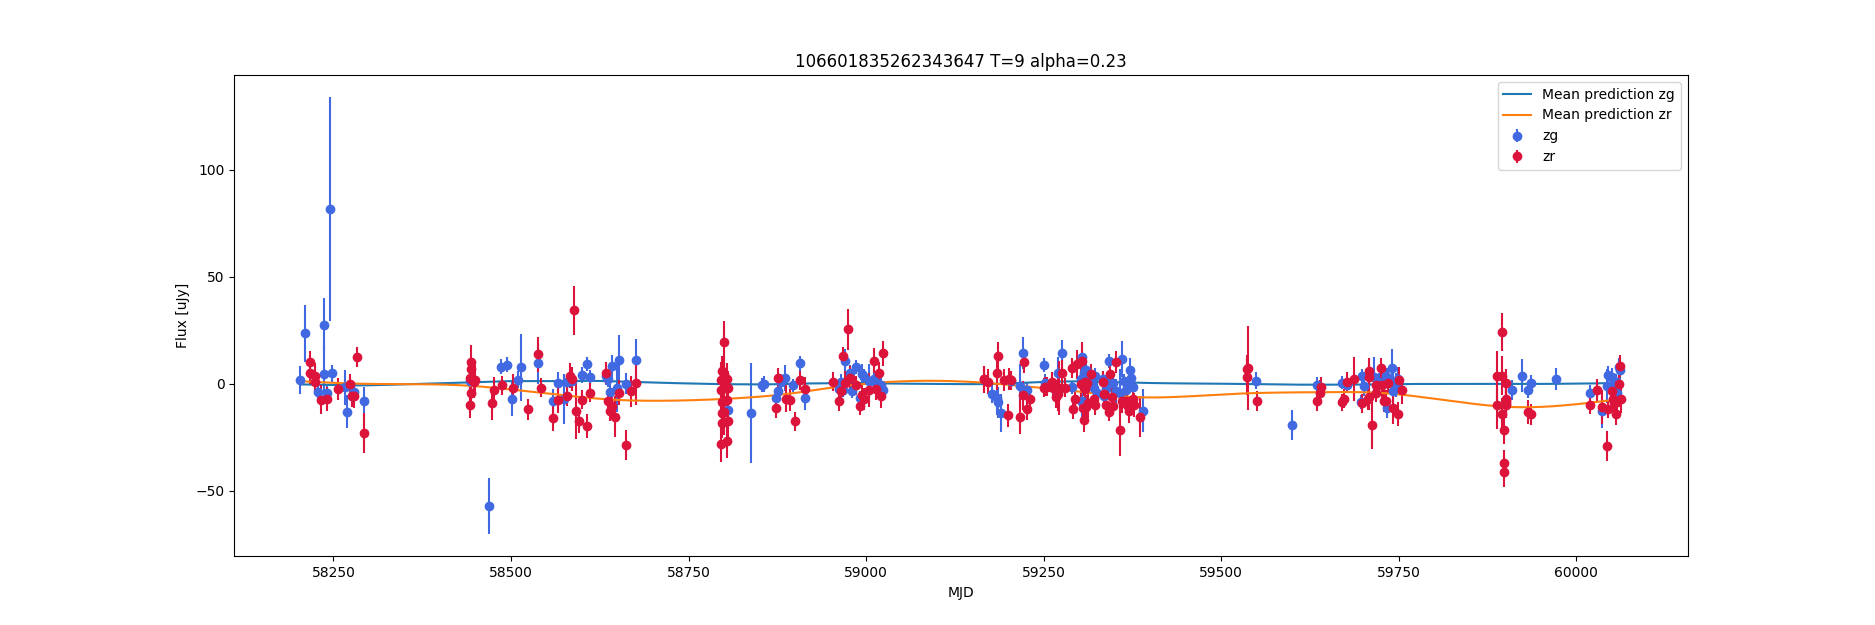 106601835262343647 T=9 alpha=0.23
Mean prediction zg
Mean prediction zr
zg
zr
Flux [uJy]
100
50
0
−50
58250 58500 58750 59000 59250 59500 59750 60000
MJD